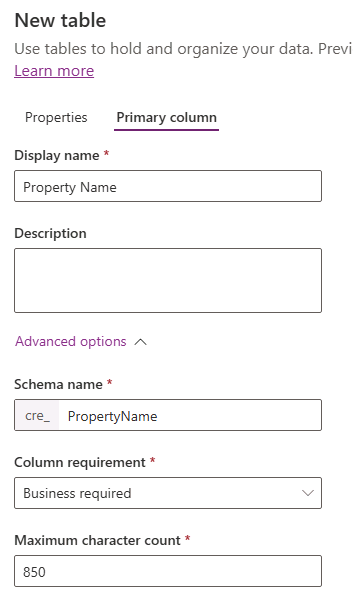 New table
Use tables to hold and organize your data. Previ
Learn more
Properties
Primary column
Display name *
Property Name
Description
Advanced options
Schema name *
cre_ PropertyName
Column requirement *
Business required
Maximum character count *
850